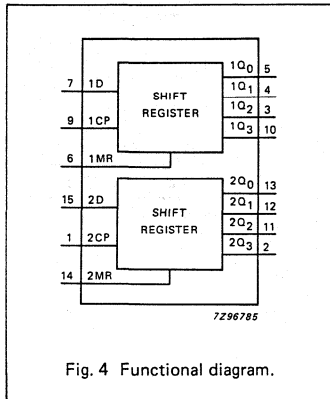 7 1D SHIFT REGISTER 1Q0 5
1Q1 4
9 1CP 1Q2 3
1Q3 10
6 1MR
15 2D SHIFT REGISTER 2Q0 13
2Q1 12
1 2CP 2Q2 11
2Q3 2
14 2MR
7Z96785
Fig. 4 Functional diagram.